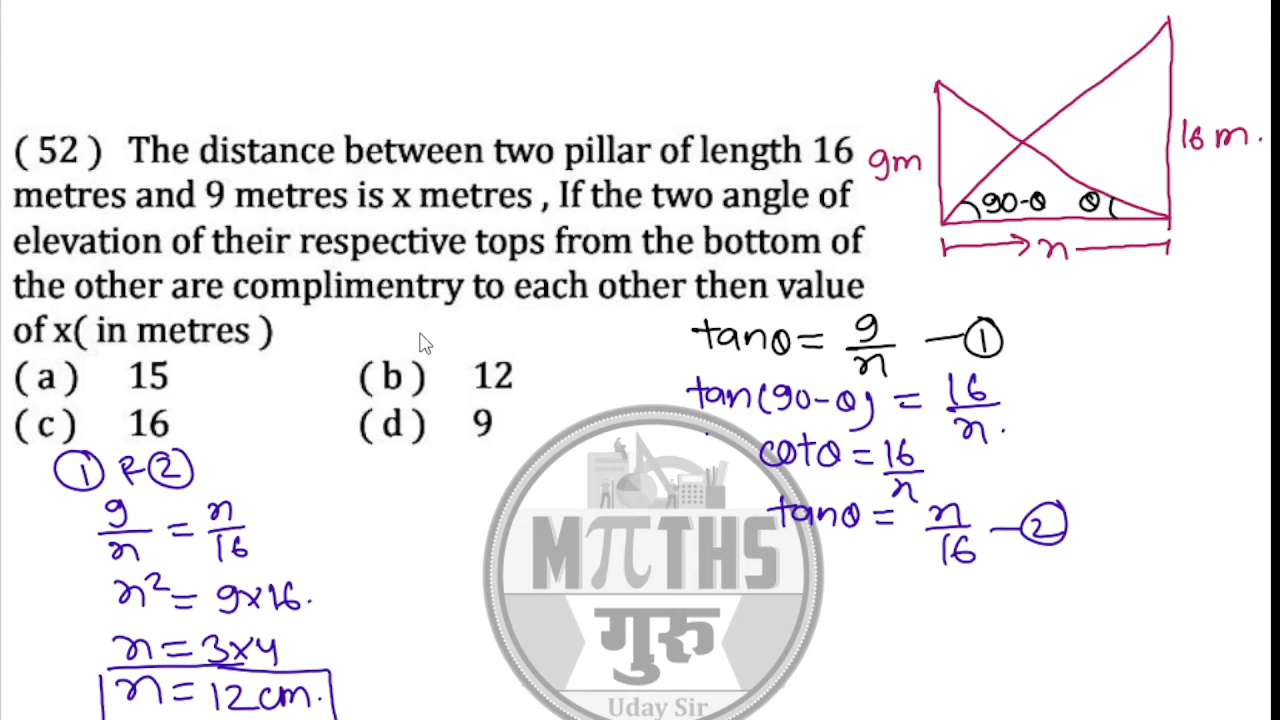 ( 52 ) The distance between two pillar of length 16
metres and 9 metres is x metres , If the two angle of
elevation of their respective tops from the bottom of
the other are complimentry to each other then value
of x( in metres )
( a ) 15 ( b ) 12
( c ) 16 ( d ) 9
9m
16 m.
90-θ θ
x
tanθ = 9/x — ①
tan(90-θ) = 16/x.
cotθ = 16/x
tanθ = x/16 — ②
① & ②
9/x = x/16
x² = 9×16.
x = 3×4
x = 12cm.
MπTHS
गुरु
Uday Sir